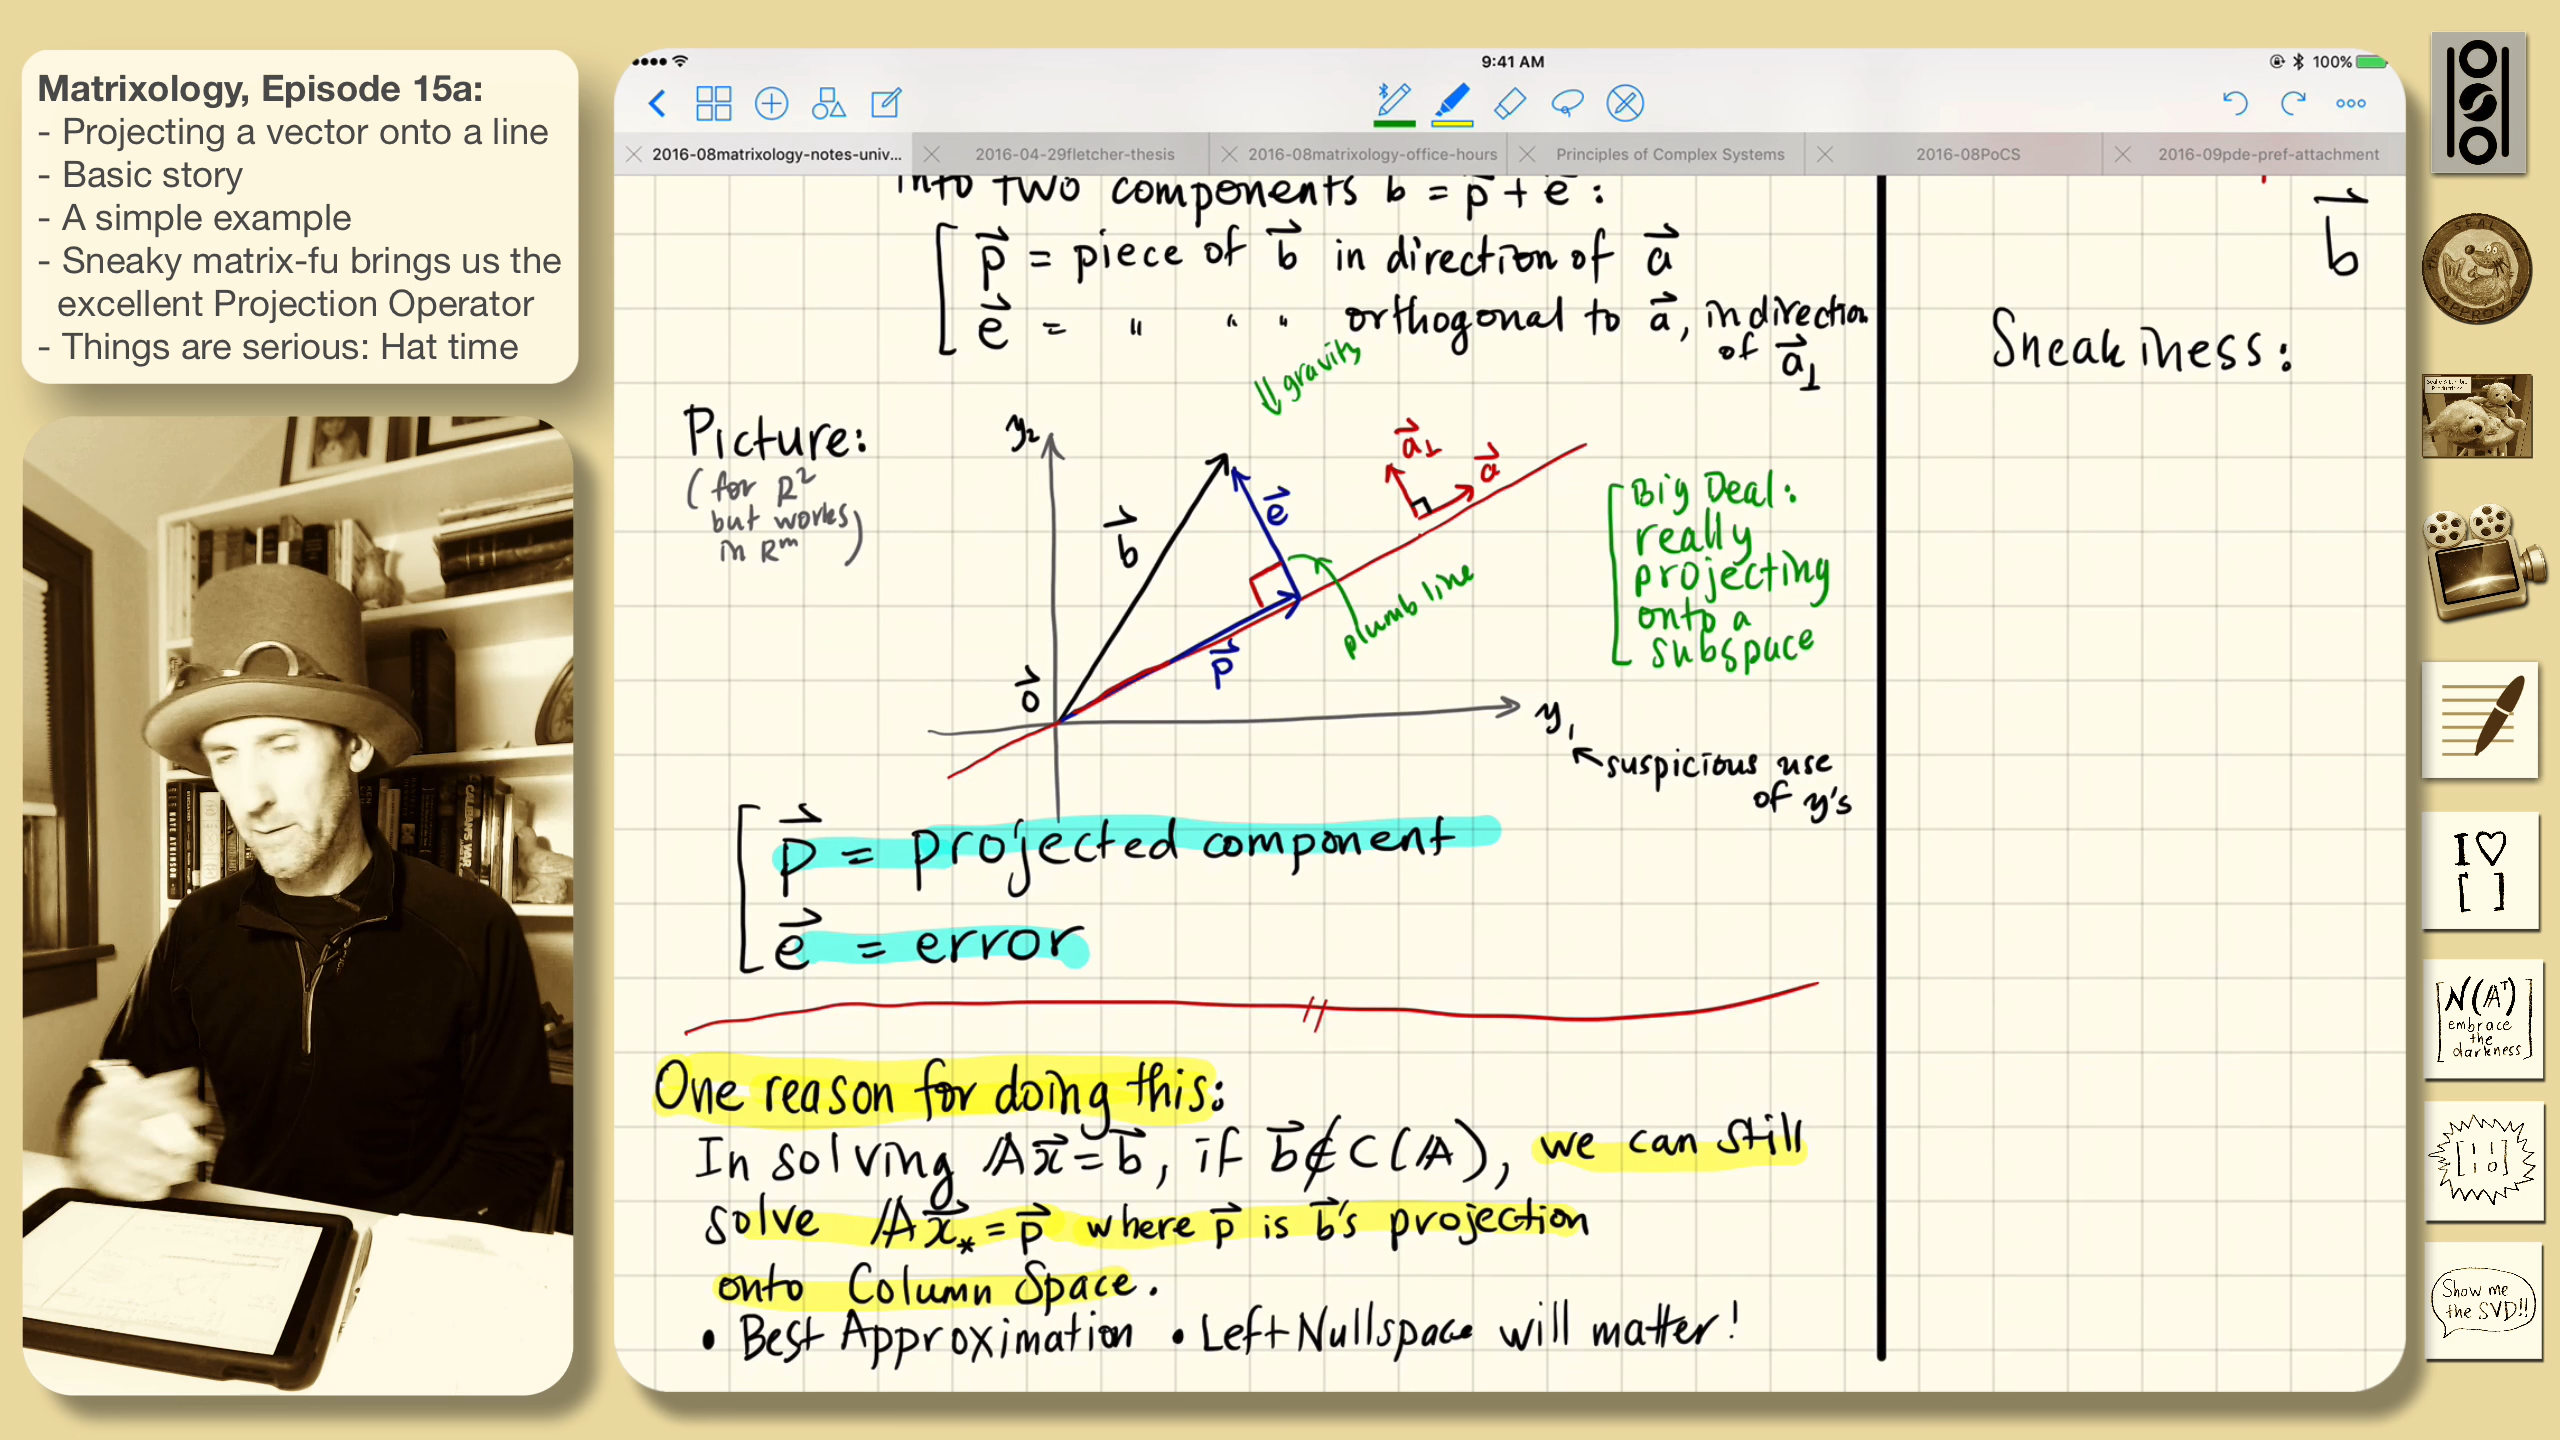 Matrixology, Episode 15a:
- Projecting a vector onto a line
- Basic story
- A simple example
- Sneaky matrix-fu brings us the
excellent Projection Operator
- Things are serious: Hat time
9:41 AM
100%
2016-08matrixology-notes-univ...
2016-04-29fletcher-thesis
2016-08matrixology-office-hours
Principles of Complex Systems
2016-08PoCS
2016-09pde-pref-attachment
into two components b = p⃗ + e⃗ :
p⃗ = piece of b⃗ in direction of a⃗
e⃗ = " " " orthogonal to a⃗, in direction
of a⃗⊥
⇓ gravity
Picture:
(for R²
but works
in Rᵐ)
y₂
b⃗
e⃗
a⃗⊥
a⃗
p⃗
plumb line
0⃗
y₁
Big Deal:
really
projecting
onto a
subspace
↖ suspicious use
of y's
p⃗ = projected component
e⃗ = error
One reason for doing this:
In solving 𝔸x⃗ = b⃗, if b⃗ ∉ C(𝔸), we can still
solve 𝔸x⃗* = p⃗ where p⃗ is b⃗'s projection
onto Column Space.
• Best Approximation • Left Nullspace will matter!
b⃗
Sneakiness:
I ♡
[ ]
N(𝔸ᵀ)
embrace
the
darkness
Show me
the SVD!!